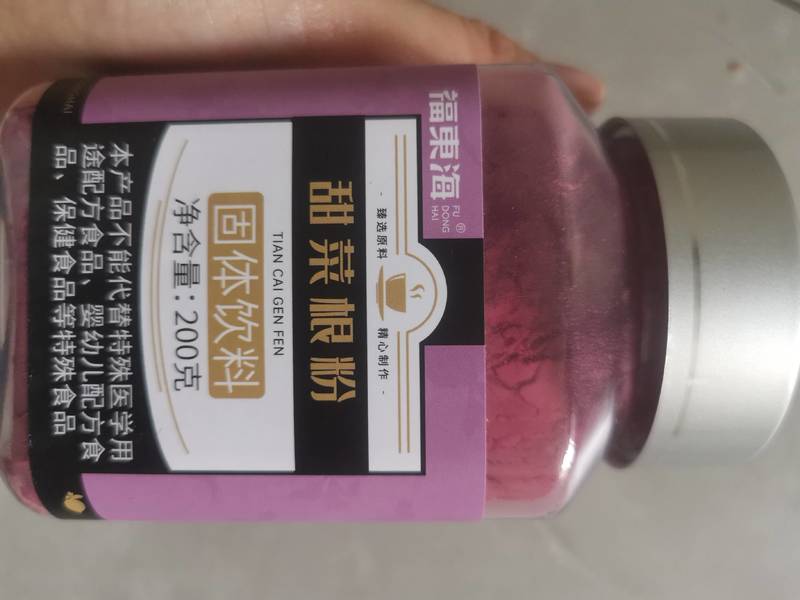 福東海®
FU
DONG
HAI
- 臻选原料
精心制作 -
甜菜根粉
TIAN CAI GEN FEN
固体饮料
净含量:200克
本产品不能代替特殊医学用
途配方食品、婴幼儿配方食
品、保健食品等特殊食品